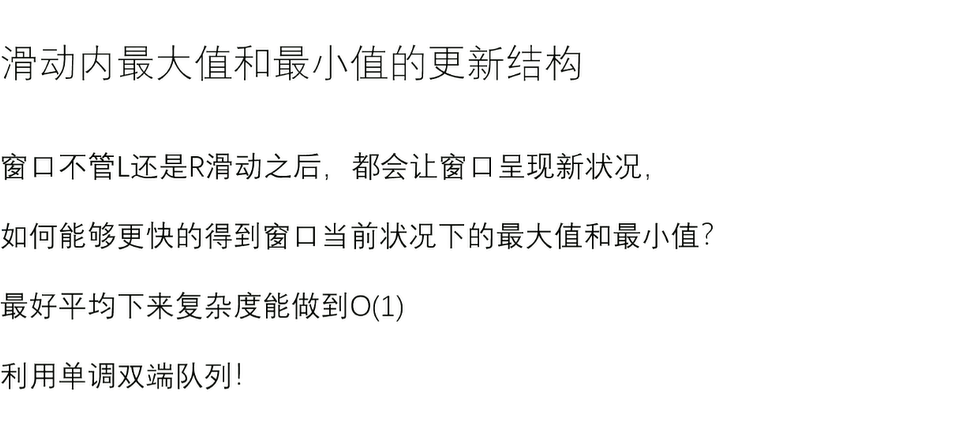 滑动内最大值和最小值的更新结构
窗口不管L还是R滑动之后，都会让窗口呈现新状况，
如何能够更快的得到窗口当前状况下的最大值和最小值？
最好平均下来复杂度能做到O(1)
利用单调双端队列！